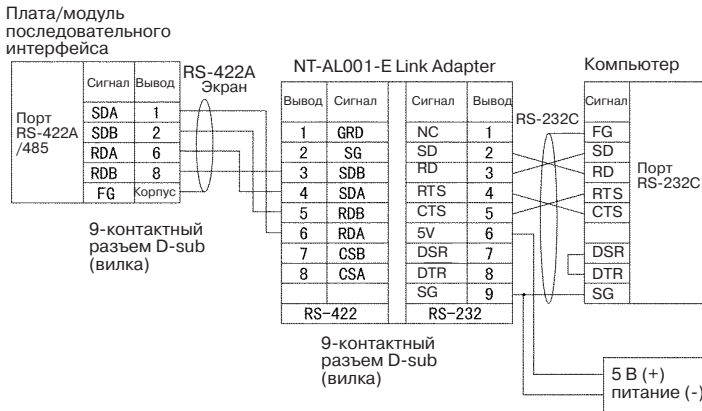 Плата/модуль
последовательного
интерфейса
Порт
RS-422A
/485
Сигнал Вывод
SDA 1
SDB 2
RDA 6
RDB 8
FG Корпус
9-контактный
разъем D-sub
(вилка)
RS-422A
Экран
NT-AL001-E Link Adapter
Вывод Сигнал Сигнал Вывод
1 GRD NC 1
2 SG SD 2
3 SDB RD 3
4 SDA RTS 4
5 RDB CTS 5
6 RDA 5V 6
7 CSB DSR 7
8 CSA DTR 8
SG 9
RS-422 RS-232
9-контактный
разъем D-sub
(вилка)
RS-232C
Компьютер
Сигнал
FG
SD
RD
RTS
CTS
DSR
DTR
SG
Порт
RS-232C
5 В (+)
питание (-)